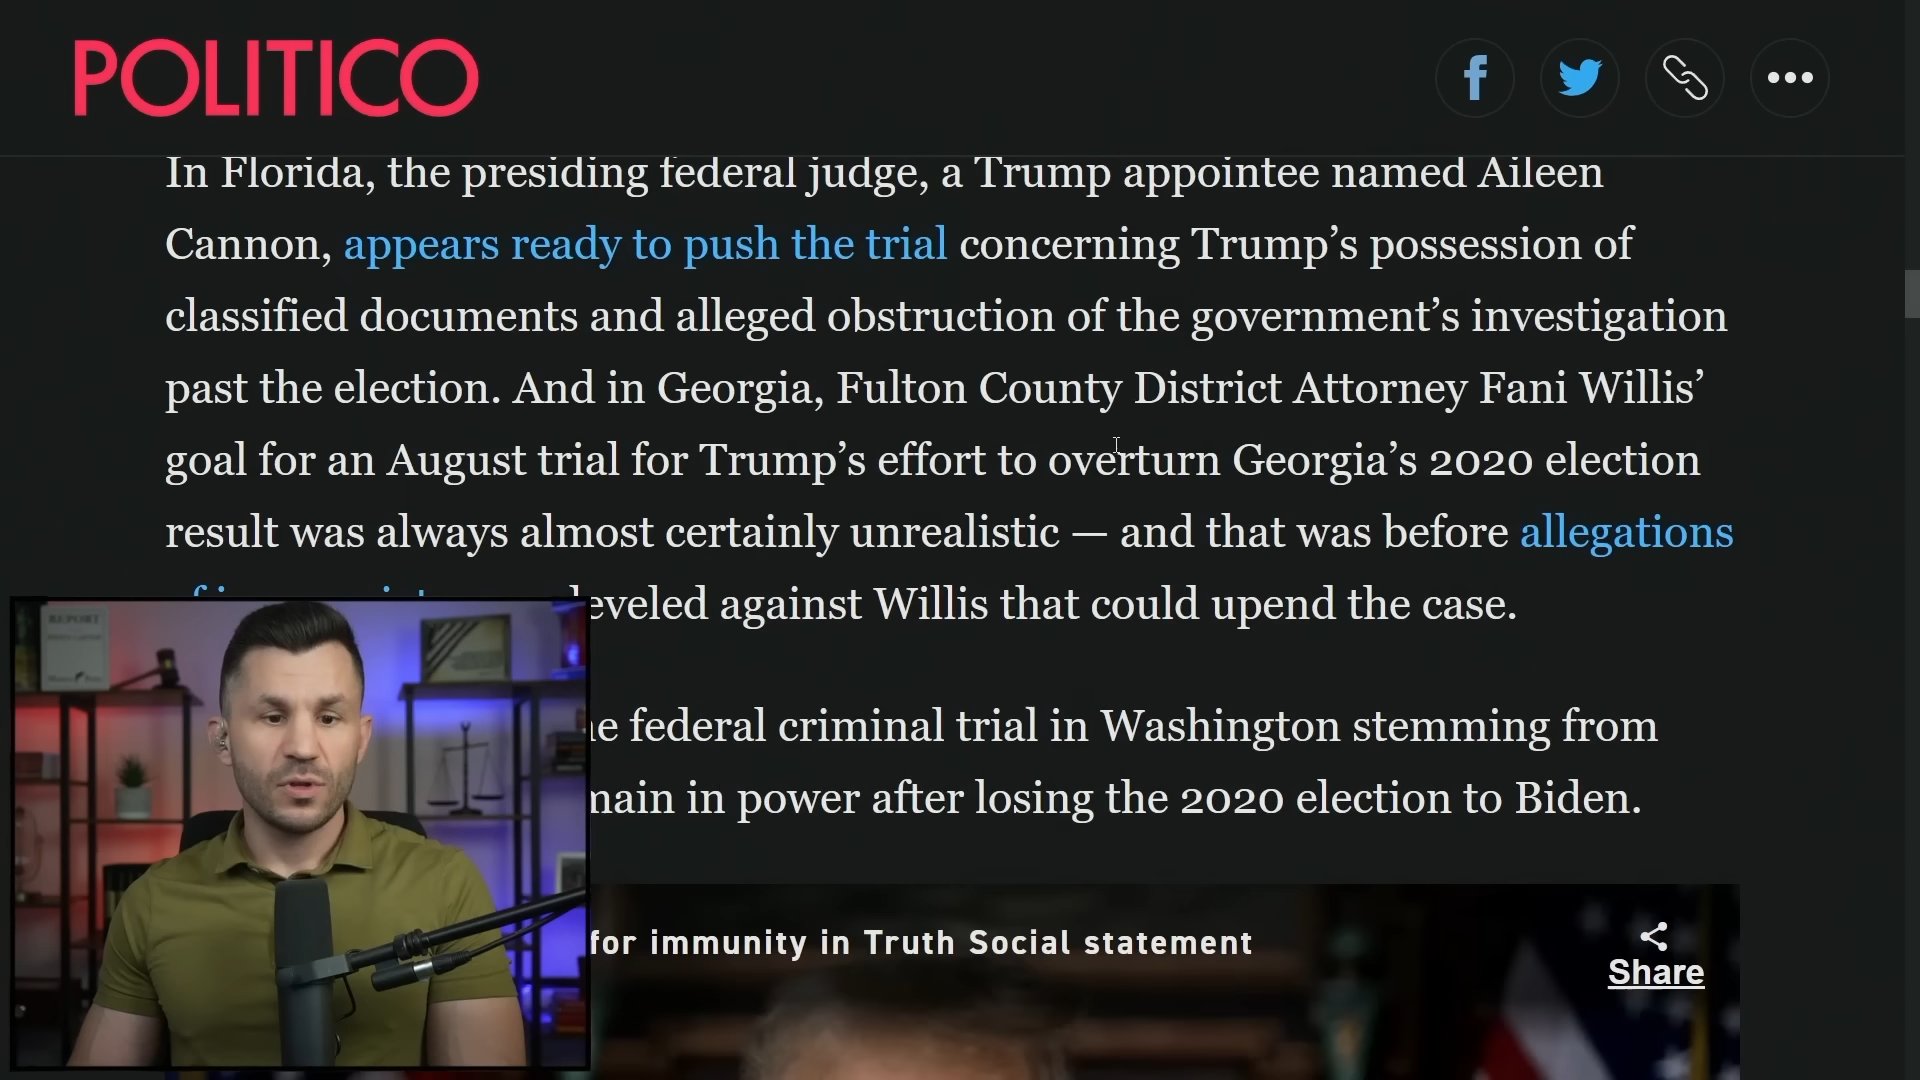 POLITICO
In Florida, the presiding federal judge, a Trump appointee named Aileen
Cannon, appears ready to push the trial concerning Trump’s possession of
classified documents and alleged obstruction of the government’s investigation
past the election. And in Georgia, Fulton County District Attorney Fani Willis’
goal for an August trial for Trump’s effort to overturn Georgia’s 2020 election
result was always almost certainly unrealistic — and that was before allegations
leveled against Willis that could upend the case.
federal criminal trial in Washington stemming from
main in power after losing the 2020 election to Biden.
for immunity in Truth Social statement
Share
REPORT